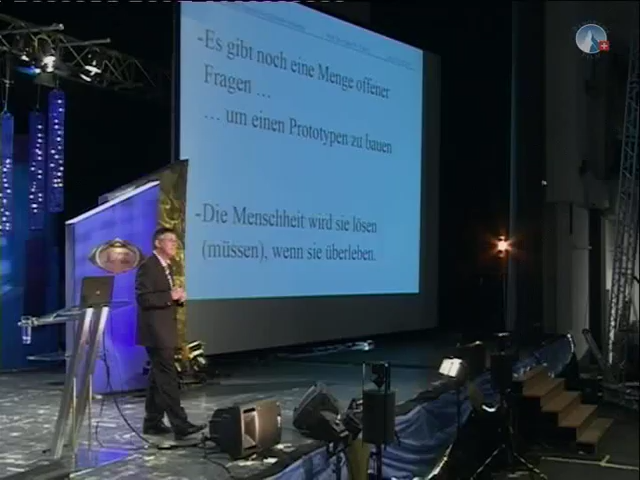 -Es gibt noch eine Menge offener
Fragen ...
... um einen Prototypen zu bauen
-Die Menschheit wird sie lösen
(müssen), wenn sie überleben.